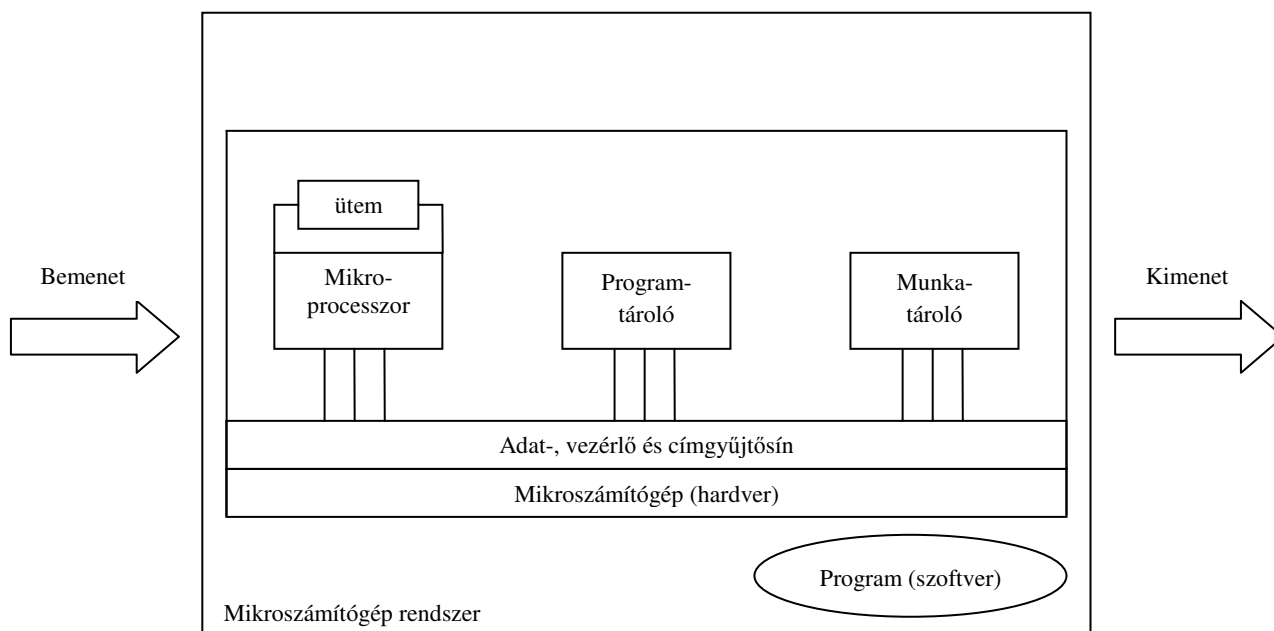 ütem
Bemenet
Mikro-
processzor
Program-
tároló
Munka-
tároló
Kimenet
Adat-, vezérlő és címgyűjtősín
Mikroszámítógép (hardver)
Program (szoftver)
Mikroszámítógép rendszer